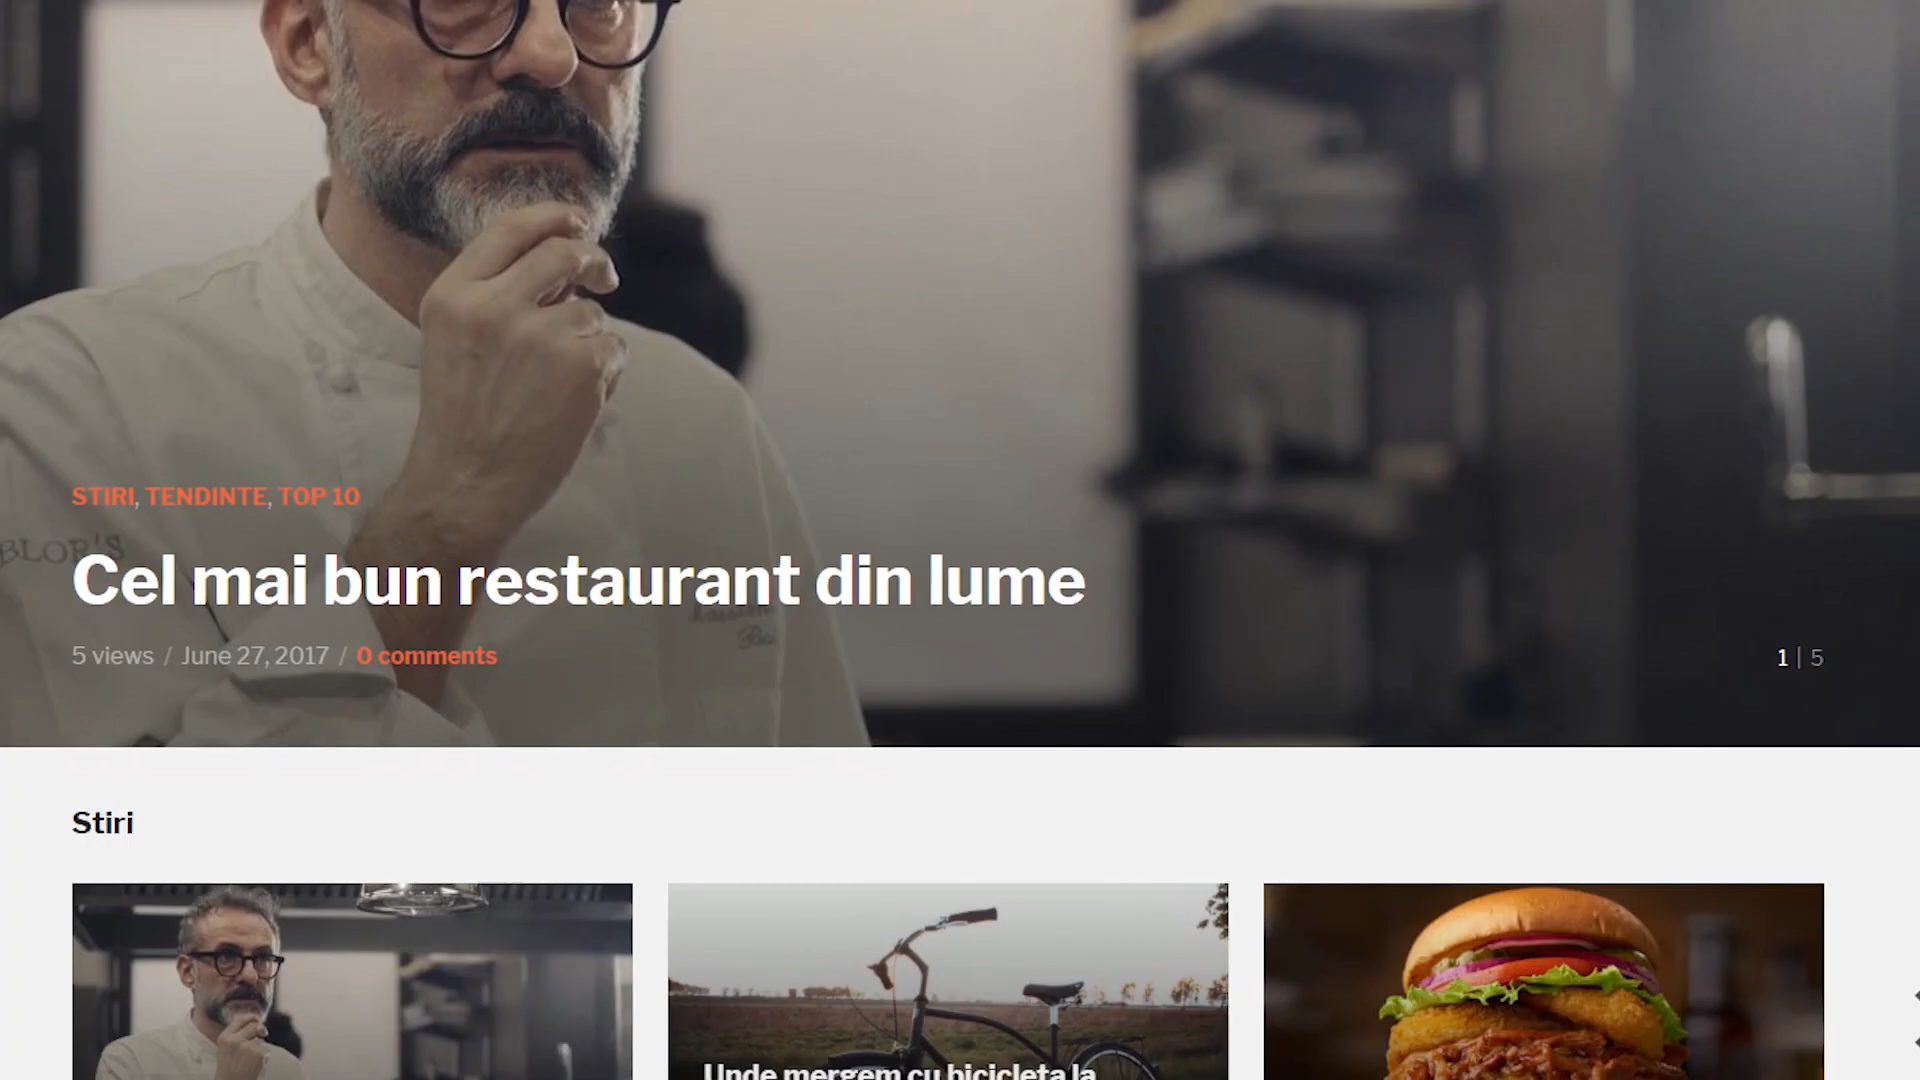 STIRI, TENDINTE, TOP 10
BLOR'S
Cel mai bun restaurant din lume
5 views / June 27, 2017 / 0 comments
1 | 5
Stiri
Unde mergem cu bicicleta la